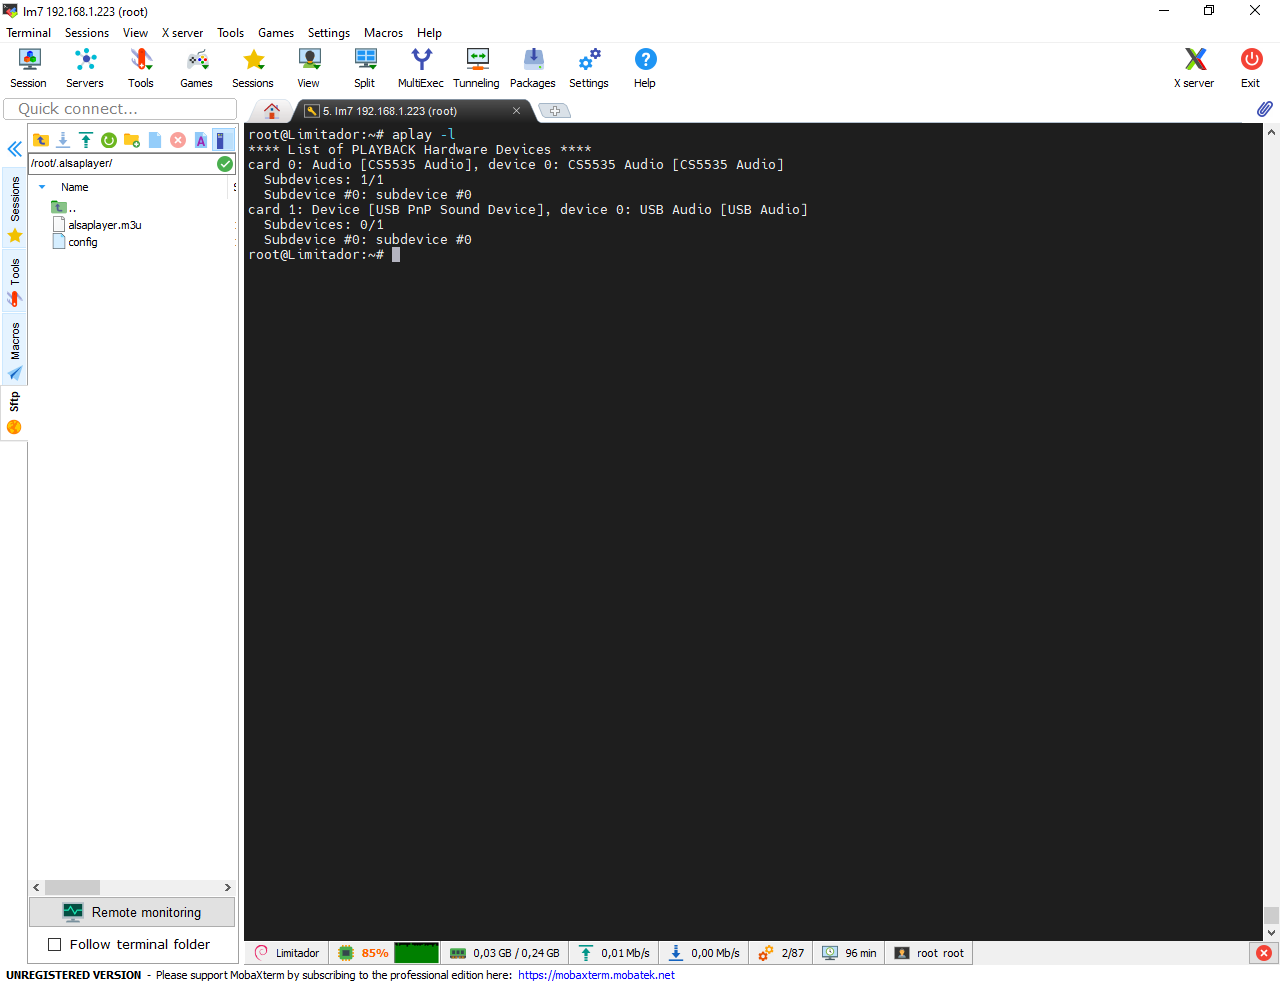 lm7 192.168.1.223 (root)
Terminal Sessions View X server Tools Games Settings Macros Help
Session Servers Tools Games Sessions View Split MultiExec Tunneling Packages Settings Help X server Exit
Quick connect...
5. lm7 192.168.1.223 (root)
/root/.alsaplayer/
Name
..
alsaplayer.m3u
config
Sessions
Tools
Macros
Sftp
root@Limitador:~# aplay -l
**** List of PLAYBACK Hardware Devices ****
card 0: Audio [CS5535 Audio], device 0: CS5535 Audio [CS5535 Audio]
Subdevices: 1/1
Subdevice #0: subdevice #0
card 1: Device [USB PnP Sound Device], device 0: USB Audio [USB Audio]
Subdevices: 0/1
Subdevice #0: subdevice #0
root@Limitador:~#
Remote monitoring
Follow terminal folder
Limitador 85% 0,03 GB / 0,24 GB 0,01 Mb/s 0,00 Mb/s 2/87 96 min root root
UNREGISTERED VERSION - Please support MobaXterm by subscribing to the professional edition here: https://mobaxterm.mobatek.net